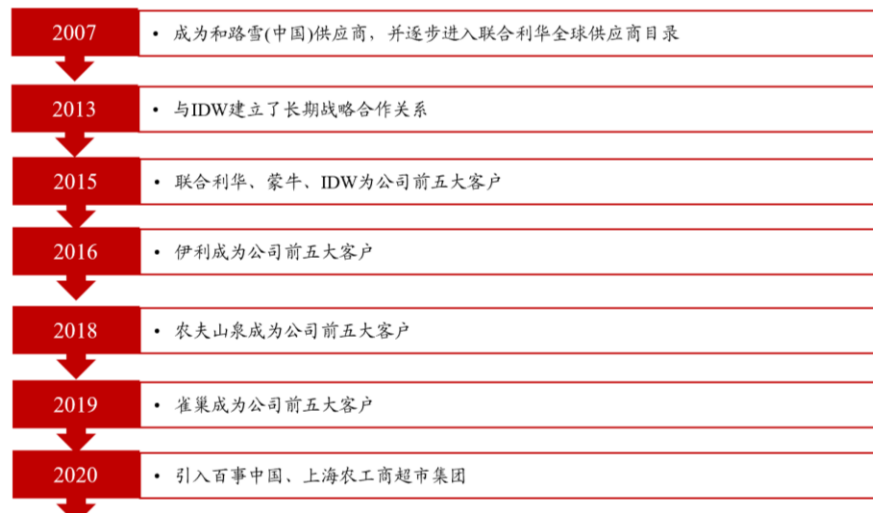 2007
• 成为和路雪(中国)供应商，并逐步进入联合利华全球供应商目录
2013
• 与IDW建立了长期战略合作关系
2015
• 联合利华、蒙牛、IDW为公司前五大客户
2016
• 伊利成为公司前五大客户
2018
• 农夫山泉成为公司前五大客户
2019
• 雀巢成为公司前五大客户
2020
• 引入百事中国、上海农工商超市集团